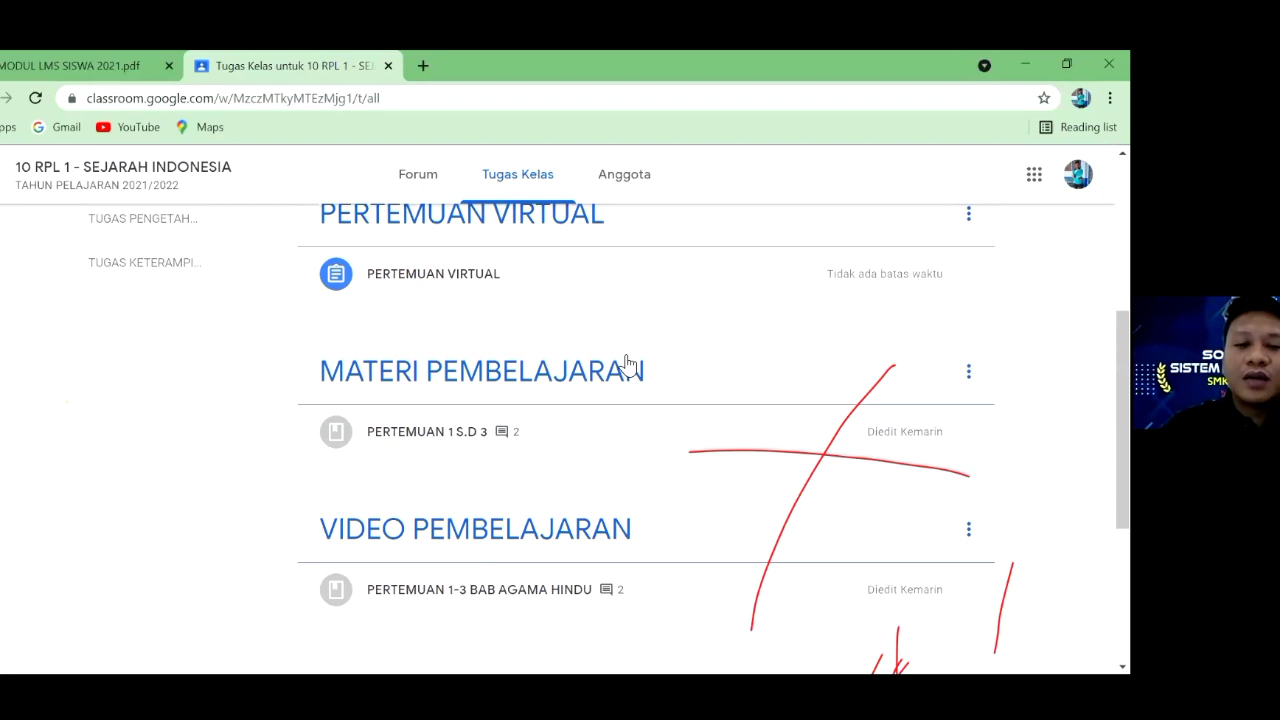 MODUL LMS SISWA 2021.pdf
Tugas Kelas untuk 10 RPL 1 - SE
classroom.google.com/w/MzczMTkyMTEzMjg1/t/all
Gmail
YouTube
Maps
Reading list
10 RPL 1 - SEJARAH INDONESIA
TAHUN PELAJARAN 2021/2022
Forum
Tugas Kelas
Anggota
TUGAS PENGETAH...
TUGAS KETERAMPI...
PERTEMUAN VIRTUAL
PERTEMUAN VIRTUAL
Tidak ada batas waktu
MATERI PEMBELAJARAN
PERTEMUAN 1 S.D 3 2
Diedit Kemarin
VIDEO PEMBELAJARAN
PERTEMUAN 1-3 BAB AGAMA HINDU 2
Diedit Kemarin
SO
SISTEM
SMK